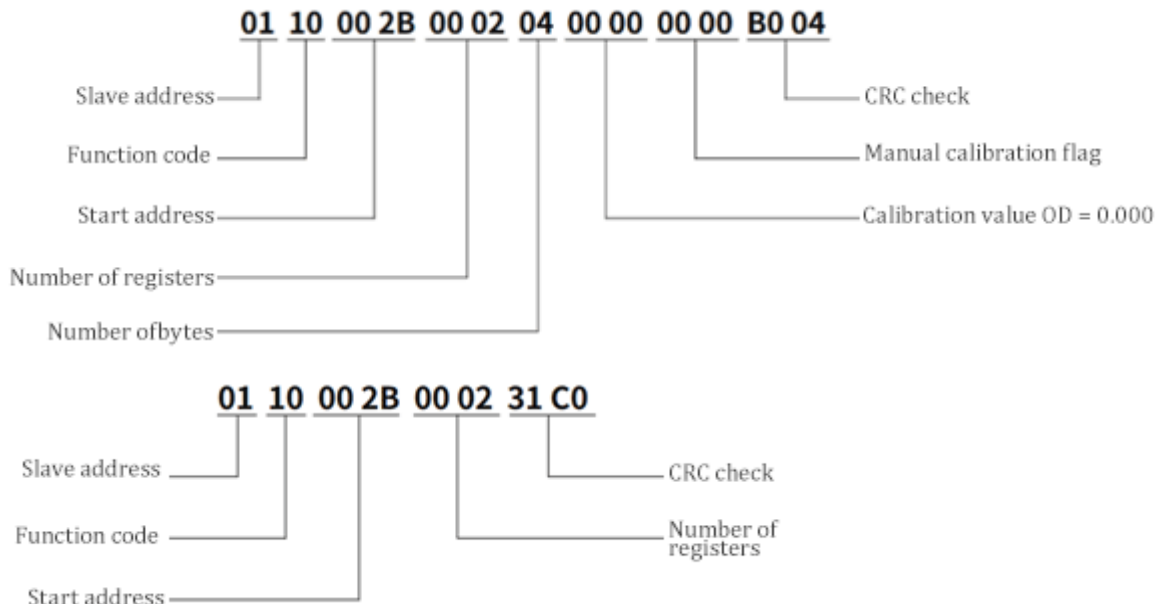 01 10 00 2B 00 02 04 00 00 00 00 B0 04
Slave address
CRC check
Function code
Manual calibration flag
Start address
Calibration value OD = 0.000
Number of registers
Number ofbytes
01 10 00 2B 00 02 31 C0
Slave address
CRC check
Function code
Number of
registers
Start address